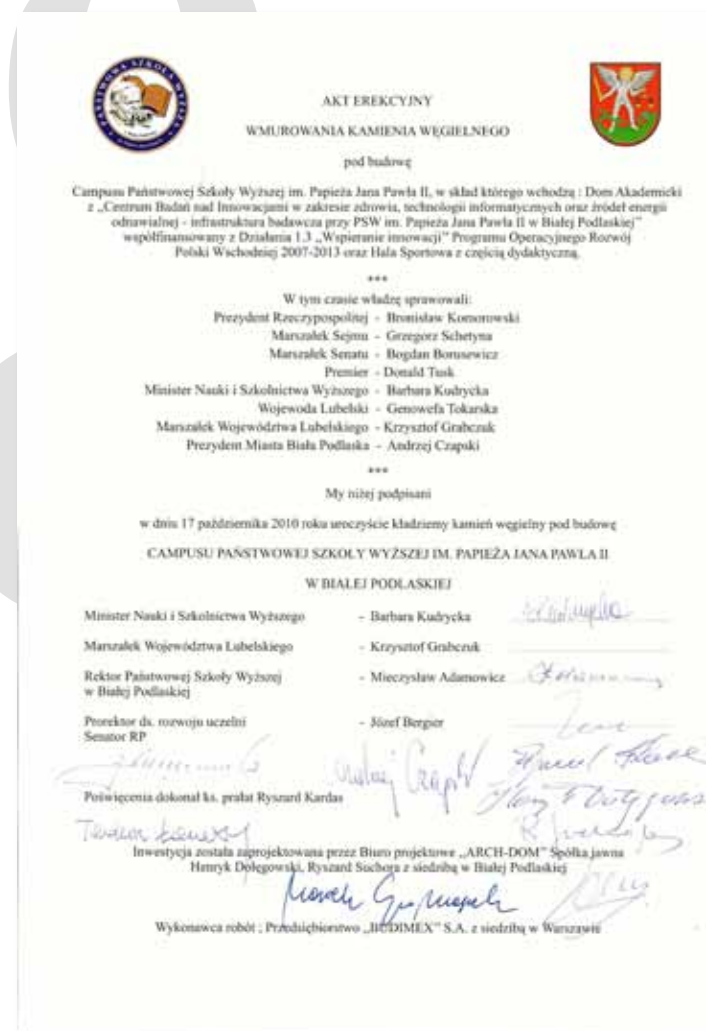 PAŃSTWOWA SZKOŁA WYŻSZA
AKT EREKCYJNY
WMUROWANIA KAMIENIA WĘGIELNEGO
pod budowę
Campusu Państwowej Szkoły Wyższej im. Papieża Jana Pawła II, w skład którego wchodzą : Dom Akademicki
z „Centrum Badań nad Innowacjami w zakresie zdrowia, technologii informatycznych oraz źródeł energii
odnawialnej - infrastruktura badawcza przy PSW im. Papieża Jana Pawła II w Białej Podlaskiej”
współfinansowany z Działania 1.3 „Wspieranie innowacji” Programu Operacyjnego Rozwój
Polski Wschodniej 2007-2013 oraz Hala Sportowa z częścią dydaktyczną.
***
W tym czasie władzę sprawowali:
Prezydent Rzeczypospolitej - Bronisław Komorowski
Marszałek Sejmu - Grzegorz Schetyna
Marszałek Senatu - Bogdan Borusewicz
Premier - Donald Tusk
Minister Nauki i Szkolnictwa Wyższego - Barbara Kudrycka
Wojewoda Lubelski - Genowefa Tokarska
Marszałek Województwa Lubelskiego - Krzysztof Grabczuk
Prezydent Miasta Biała Podlaska - Andrzej Czapski
***
My niżej podpisani
w dniu 17 października 2010 roku uroczyście kładziemy kamień węgielny pod budowę
CAMPUSU PAŃSTWOWEJ SZKOŁY WYŻSZEJ IM. PAPIEŻA JANA PAWŁA II
W BIAŁEJ PODLASKIEJ
Minister Nauki i Szkolnictwa Wyższego - Barbara Kudrycka
Marszałek Województwa Lubelskiego - Krzysztof Grabczuk
Rektor Państwowej Szkoły Wyższej - Mieczysław Adamowicz
w Białej Podlaskiej
Prorektor ds. rozwoju uczelni - Józef Bergier
Senator RP
Poświęcenia dokonał ks. prałat Ryszard Kardas
Inwestycja została zaprojektowana przez Biuro projektowe „ARCH-DOM” Spółka jawna
Henryk Dołęgowski, Ryszard Suchora z siedzibą w Białej Podlaskiej
Wykonawca robót : Przedsiębiorstwo „BUDIMEX” S.A. z siedzibą w Warszawie